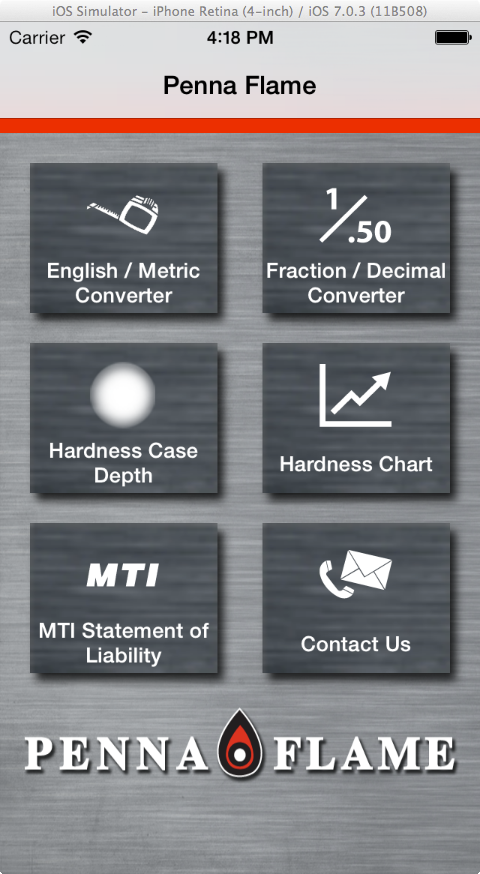 iOS Simulator – iPhone Retina (4-inch) / iOS 7.0.3 (11B508)
Carrier 4:18 PM
Penna Flame
1/.50
English / Metric
Converter
Fraction / Decimal
Converter
Hardness Case
Depth
Hardness Chart
MTI
MTI Statement of
Liability
Contact Us
PENNA FLAME